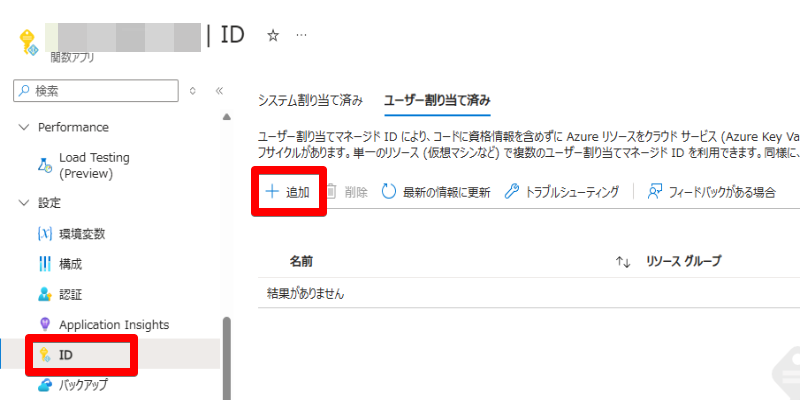 | ID ☆ ···
関数アプリ
検索
システム割り当て済み ユーザー割り当て済み
Performance
ユーザー割り当てマネージド ID により、コードに資格情報を含めずに Azure リソースをクラウド サービス (Azure Key Va
フサイクルがあります。単一のリソース (仮想マシンなど) で複数のユーザー割り当てマネージド ID を利用できます。同様に、
Load Testing
(Preview)
追加 削除 最新の情報に更新 トラブルシューティング フィードバックがある場合
設定
環境変数
構成
名前 ↑↓ リソース グループ
認証
結果がありません
Application Insights
ID
バックアップ